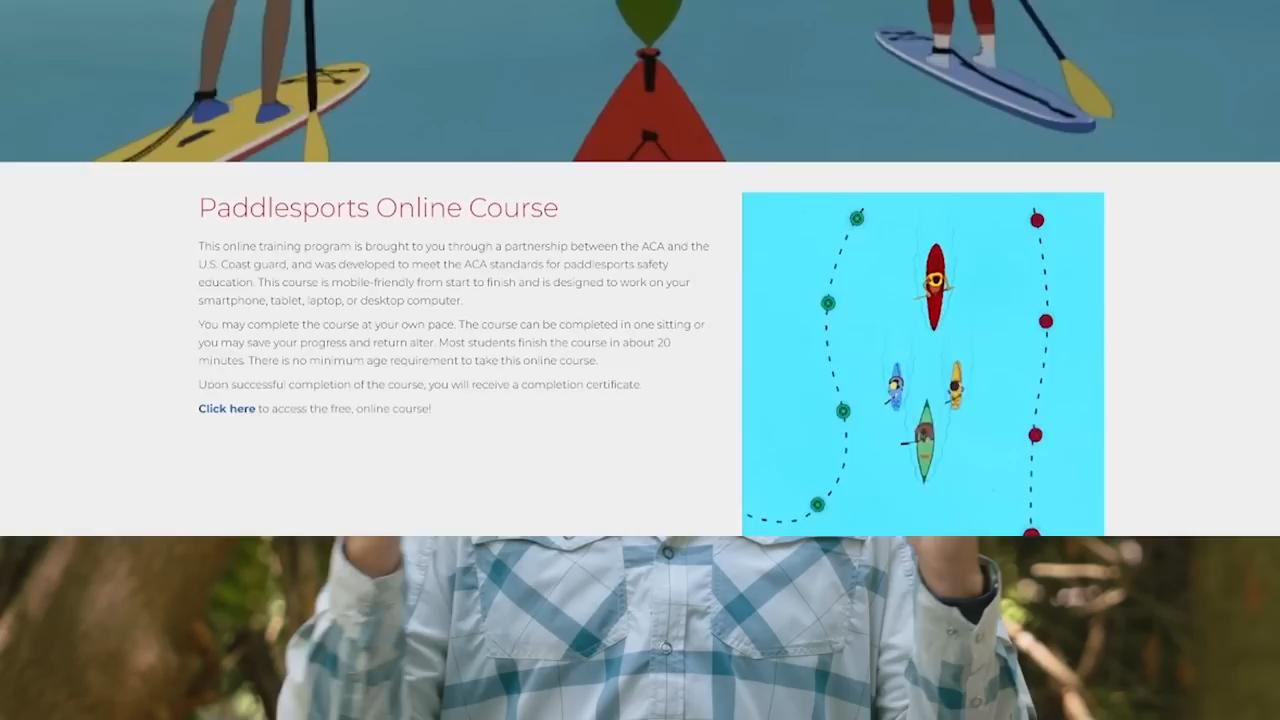 Paddlesports Online Course
This online training program is brought to you through a partnership between the ACA and the
U.S. Coast guard, and was developed to meet the ACA standards for paddlesports safety
education. This course is mobile-friendly from start to finish and is designed to work on your
smartphone, tablet, laptop, or desktop computer.
You may complete the course at your own pace. The course can be completed in one sitting or
you may save your progress and return alter. Most students finish the course in about 20
minutes. There is no minimum age requirement to take this online course.
Upon successful completion of the course, you will receive a completion certificate.
Click here to access the free, online course!